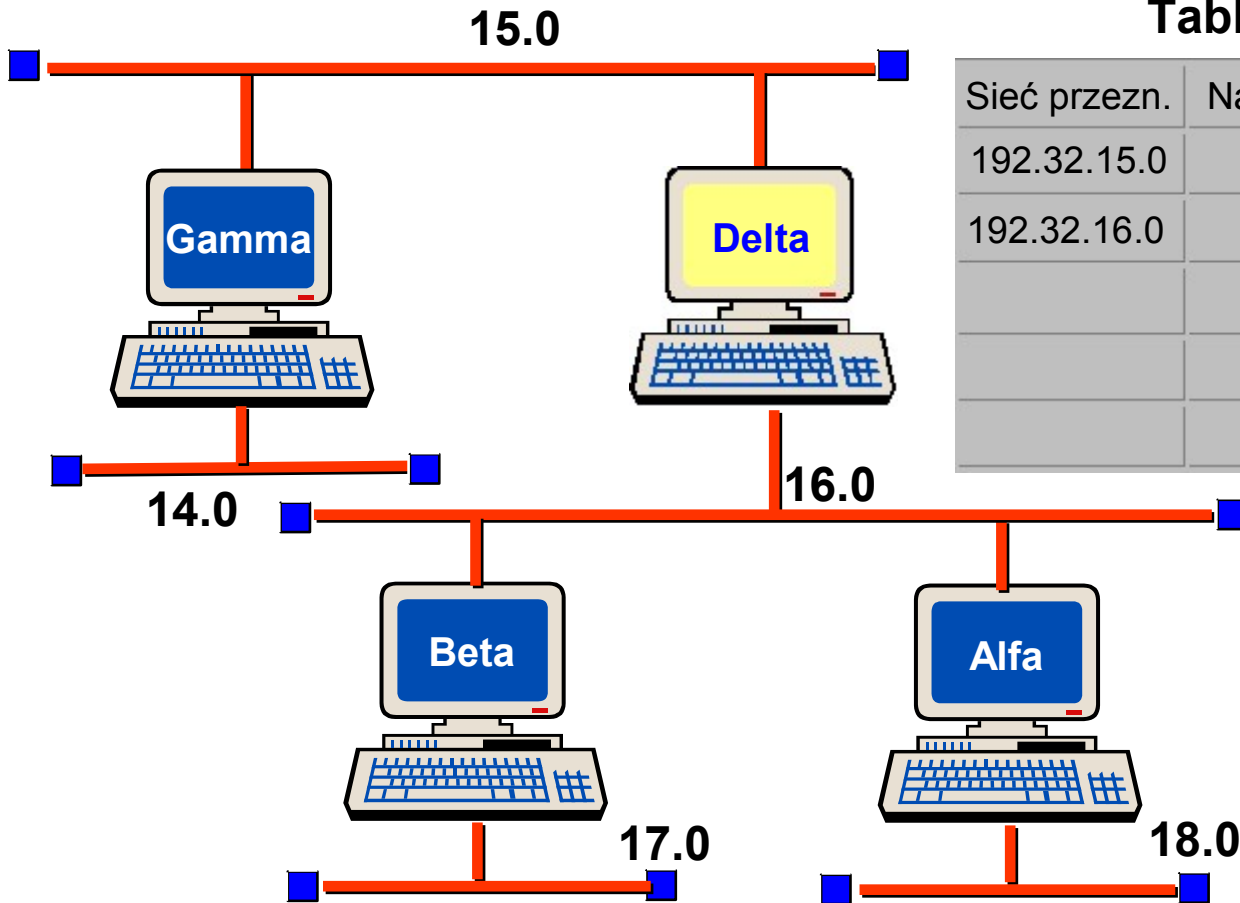 15.0
Tabl
Sieć przezn.
Na
192.32.15.0
192.32.16.0
Gamma
Delta
14.0
16.0
Beta
Alfa
17.0
18.0